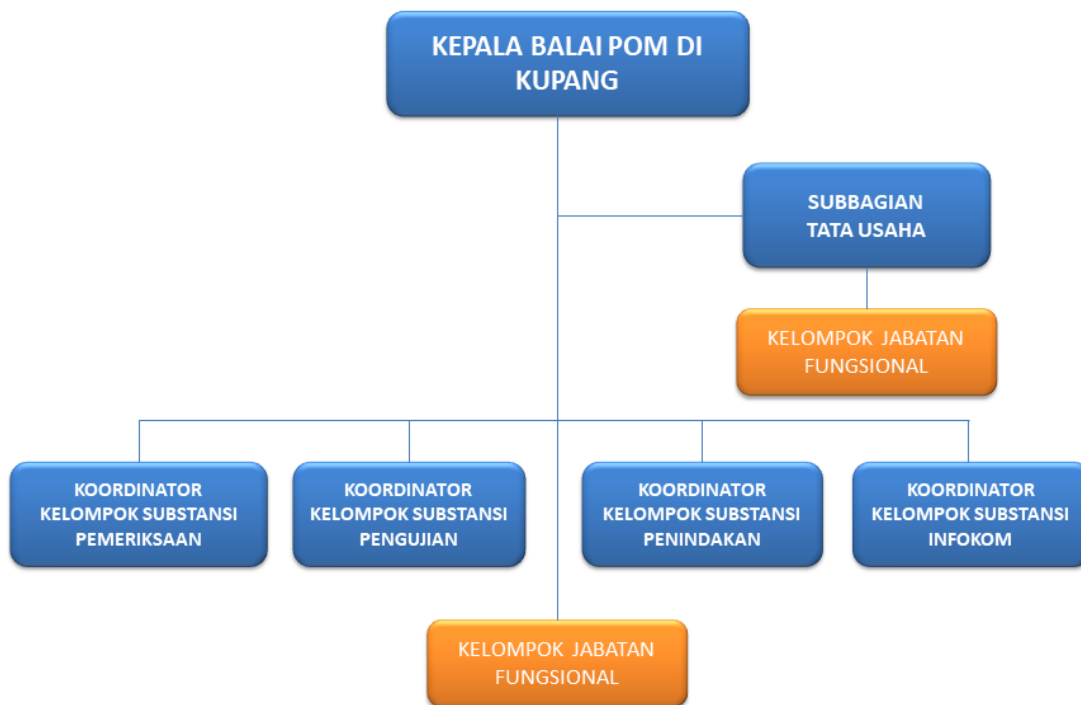 KEPALA BALAI POM DI
KUPANG
SUBBAGIAN
TATA USAHA
KELOMPOK JABATAN
FUNGSIONAL
KOORDINATOR
KELOMPOK SUBSTANSI
PEMERIKSAAN
KOORDINATOR
KELOMPOK SUBSTANSI
PENGUJIAN
KOORDINATOR
KELOMPOK SUBSTANSI
PENINDAKAN
KOORDINATOR
KELOMPOK SUBSTANSI
INFOKOM
KELOMPOK JABATAN
FUNGSIONAL